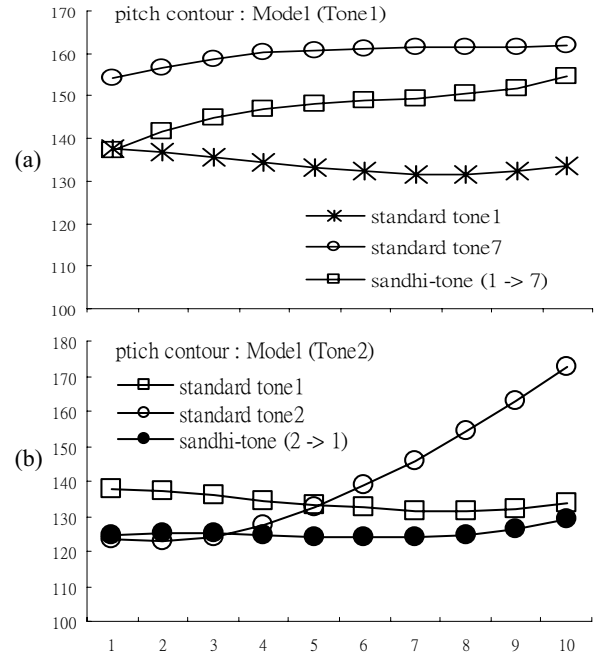 pitch contour : Model (Tone1)
170
160
150
140
130
120
110
100
(a)
standard tone1
standard tone7
sandhi-tone (1 -> 7)
ptich contour : Model (Tone2)
180
170
160
150
140
130
120
110
100
(b)
standard tone1
standard tone2
sandhi-tone (2 -> 1)
1 2 3 4 5 6 7 8 9 10